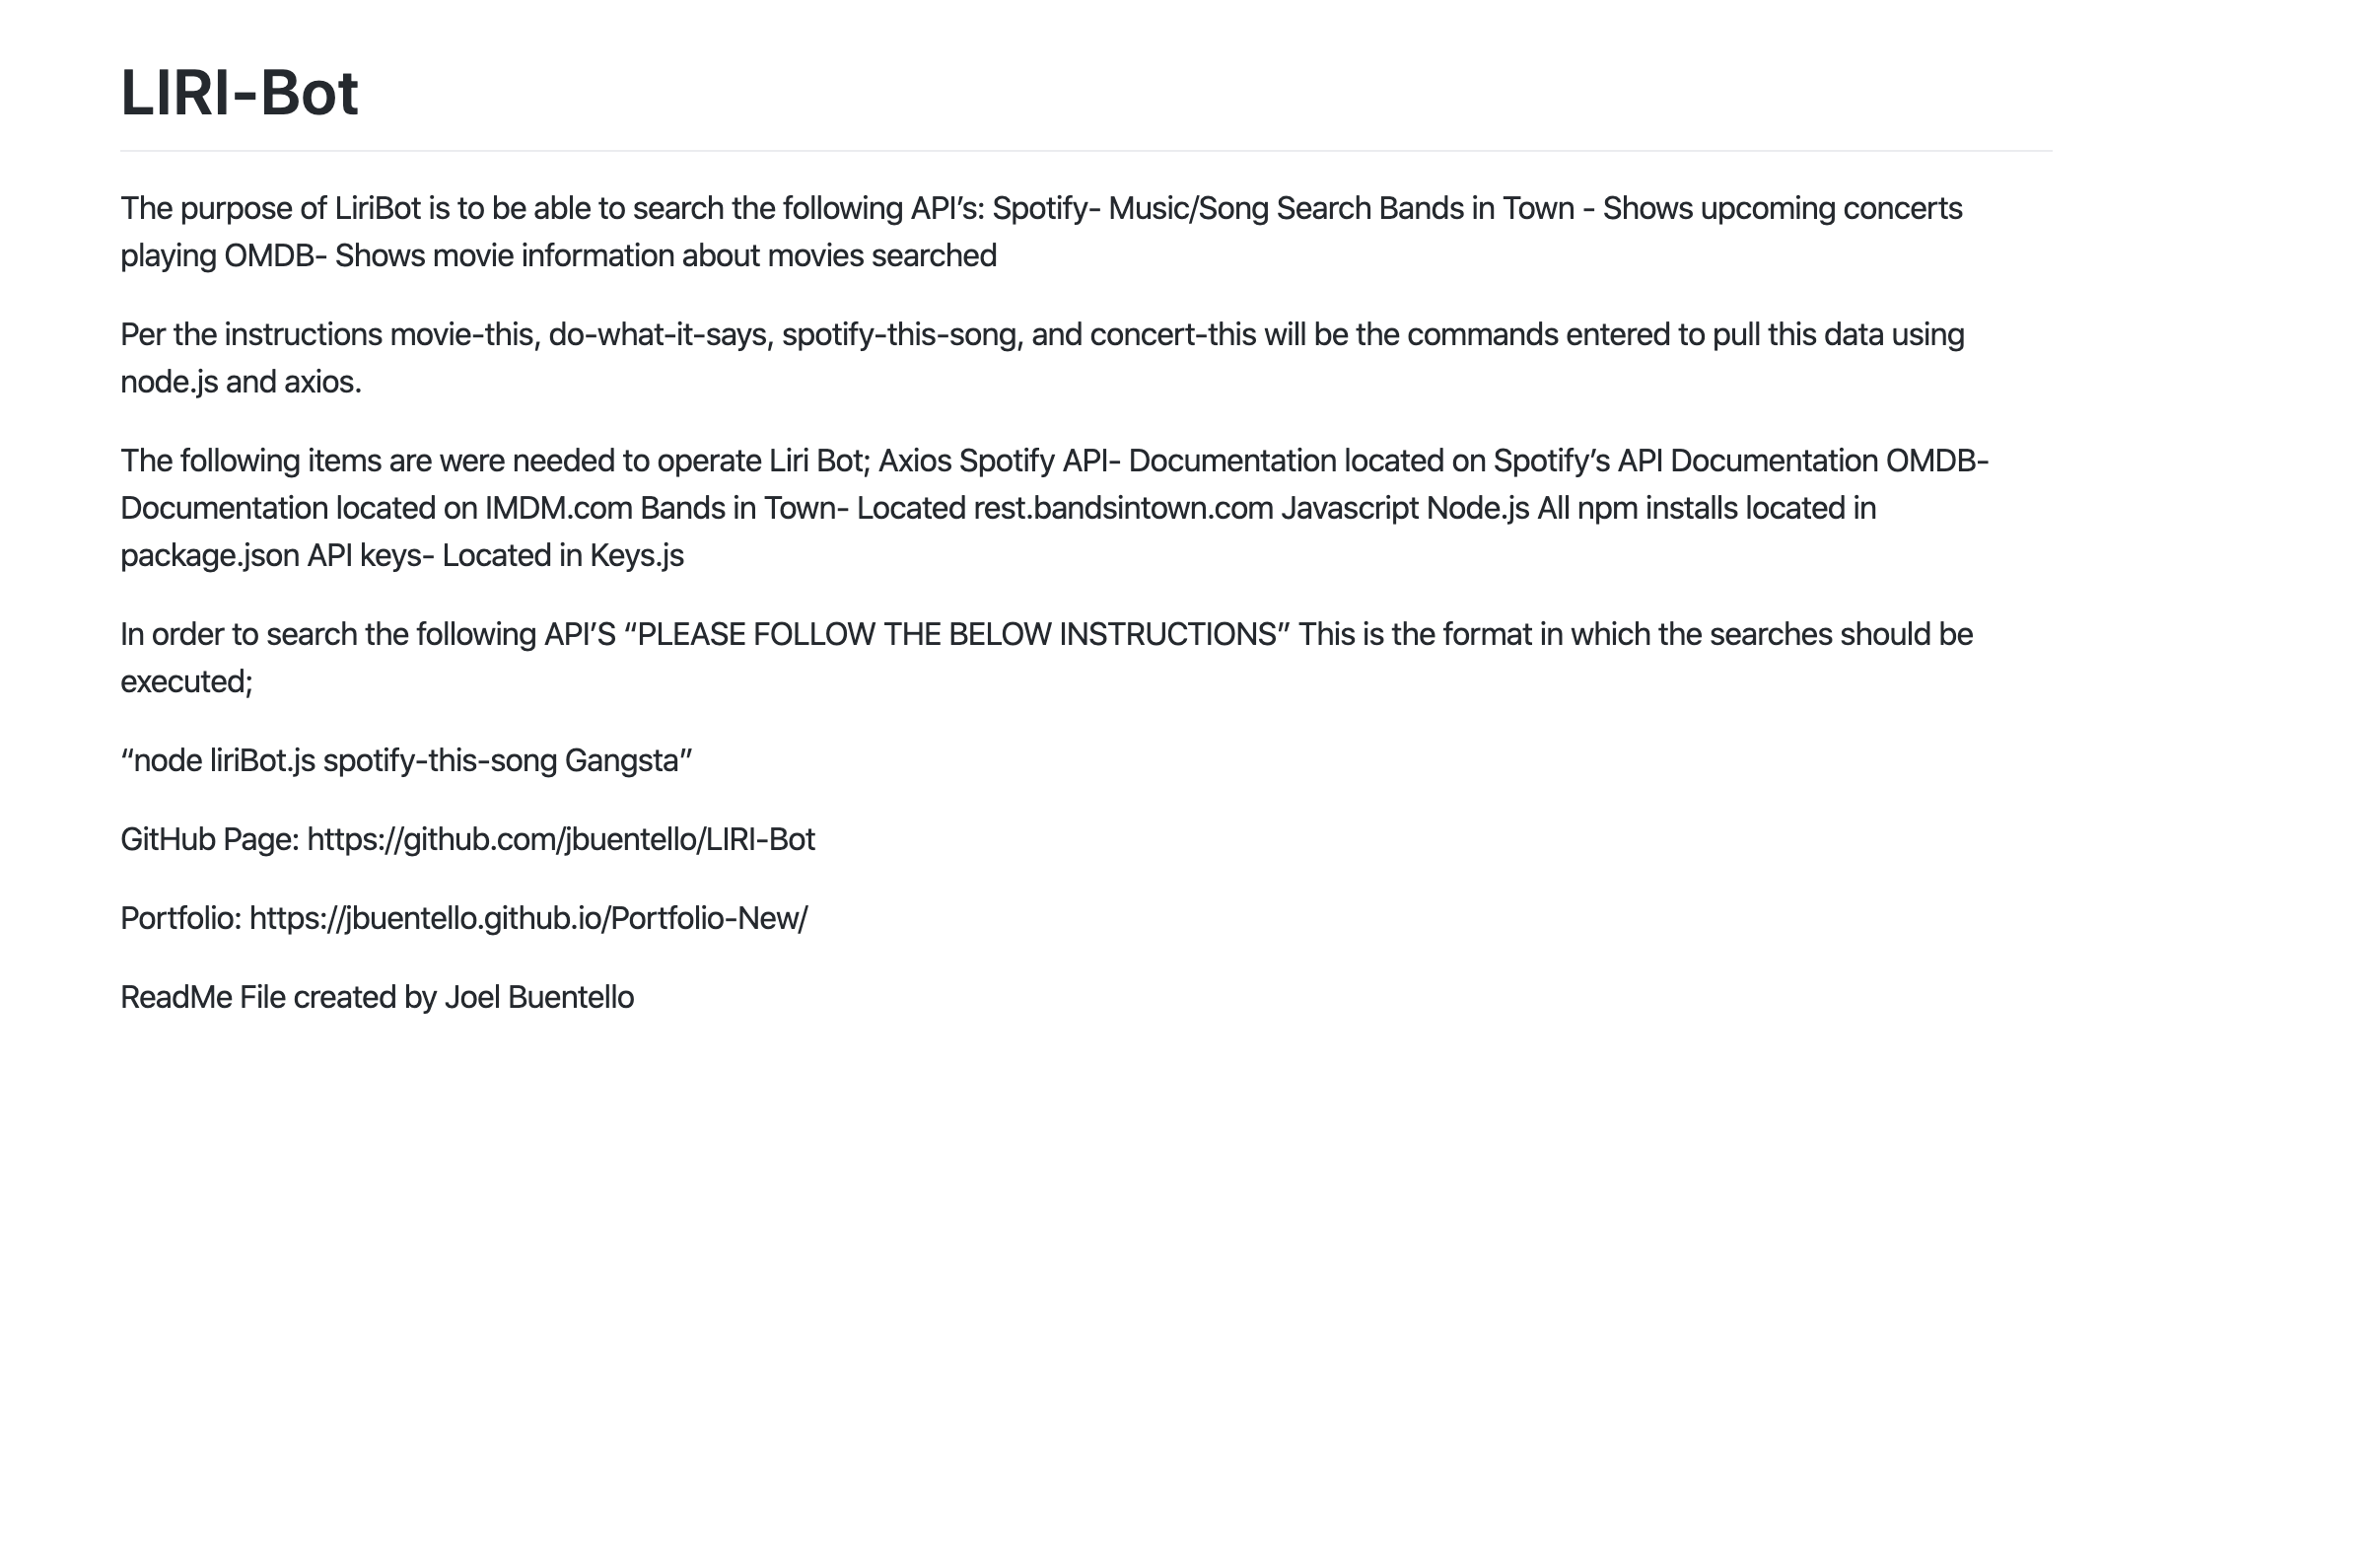 LIRI-Bot
The purpose of LiriBot is to be able to search the following API’s: Spotify- Music/Song Search Bands in Town - Shows upcoming concerts
playing OMDB- Shows movie information about movies searched
Per the instructions movie-this, do-what-it-says, spotify-this-song, and concert-this will be the commands entered to pull this data using
node.js and axios.
The following items are were needed to operate Liri Bot; Axios Spotify API- Documentation located on Spotify’s API Documentation OMDB-
Documentation located on IMDM.com Bands in Town- Located rest.bandsintown.com Javascript Node.js All npm installs located in
package.json API keys- Located in Keys.js
In order to search the following API’S “PLEASE FOLLOW THE BELOW INSTRUCTIONS” This is the format in which the searches should be
executed;
“node liriBot.js spotify-this-song Gangsta”
GitHub Page: https://github.com/jbuentello/LIRI-Bot
Portfolio: https://jbuentello.github.io/Portfolio-New/
ReadMe File created by Joel Buentello